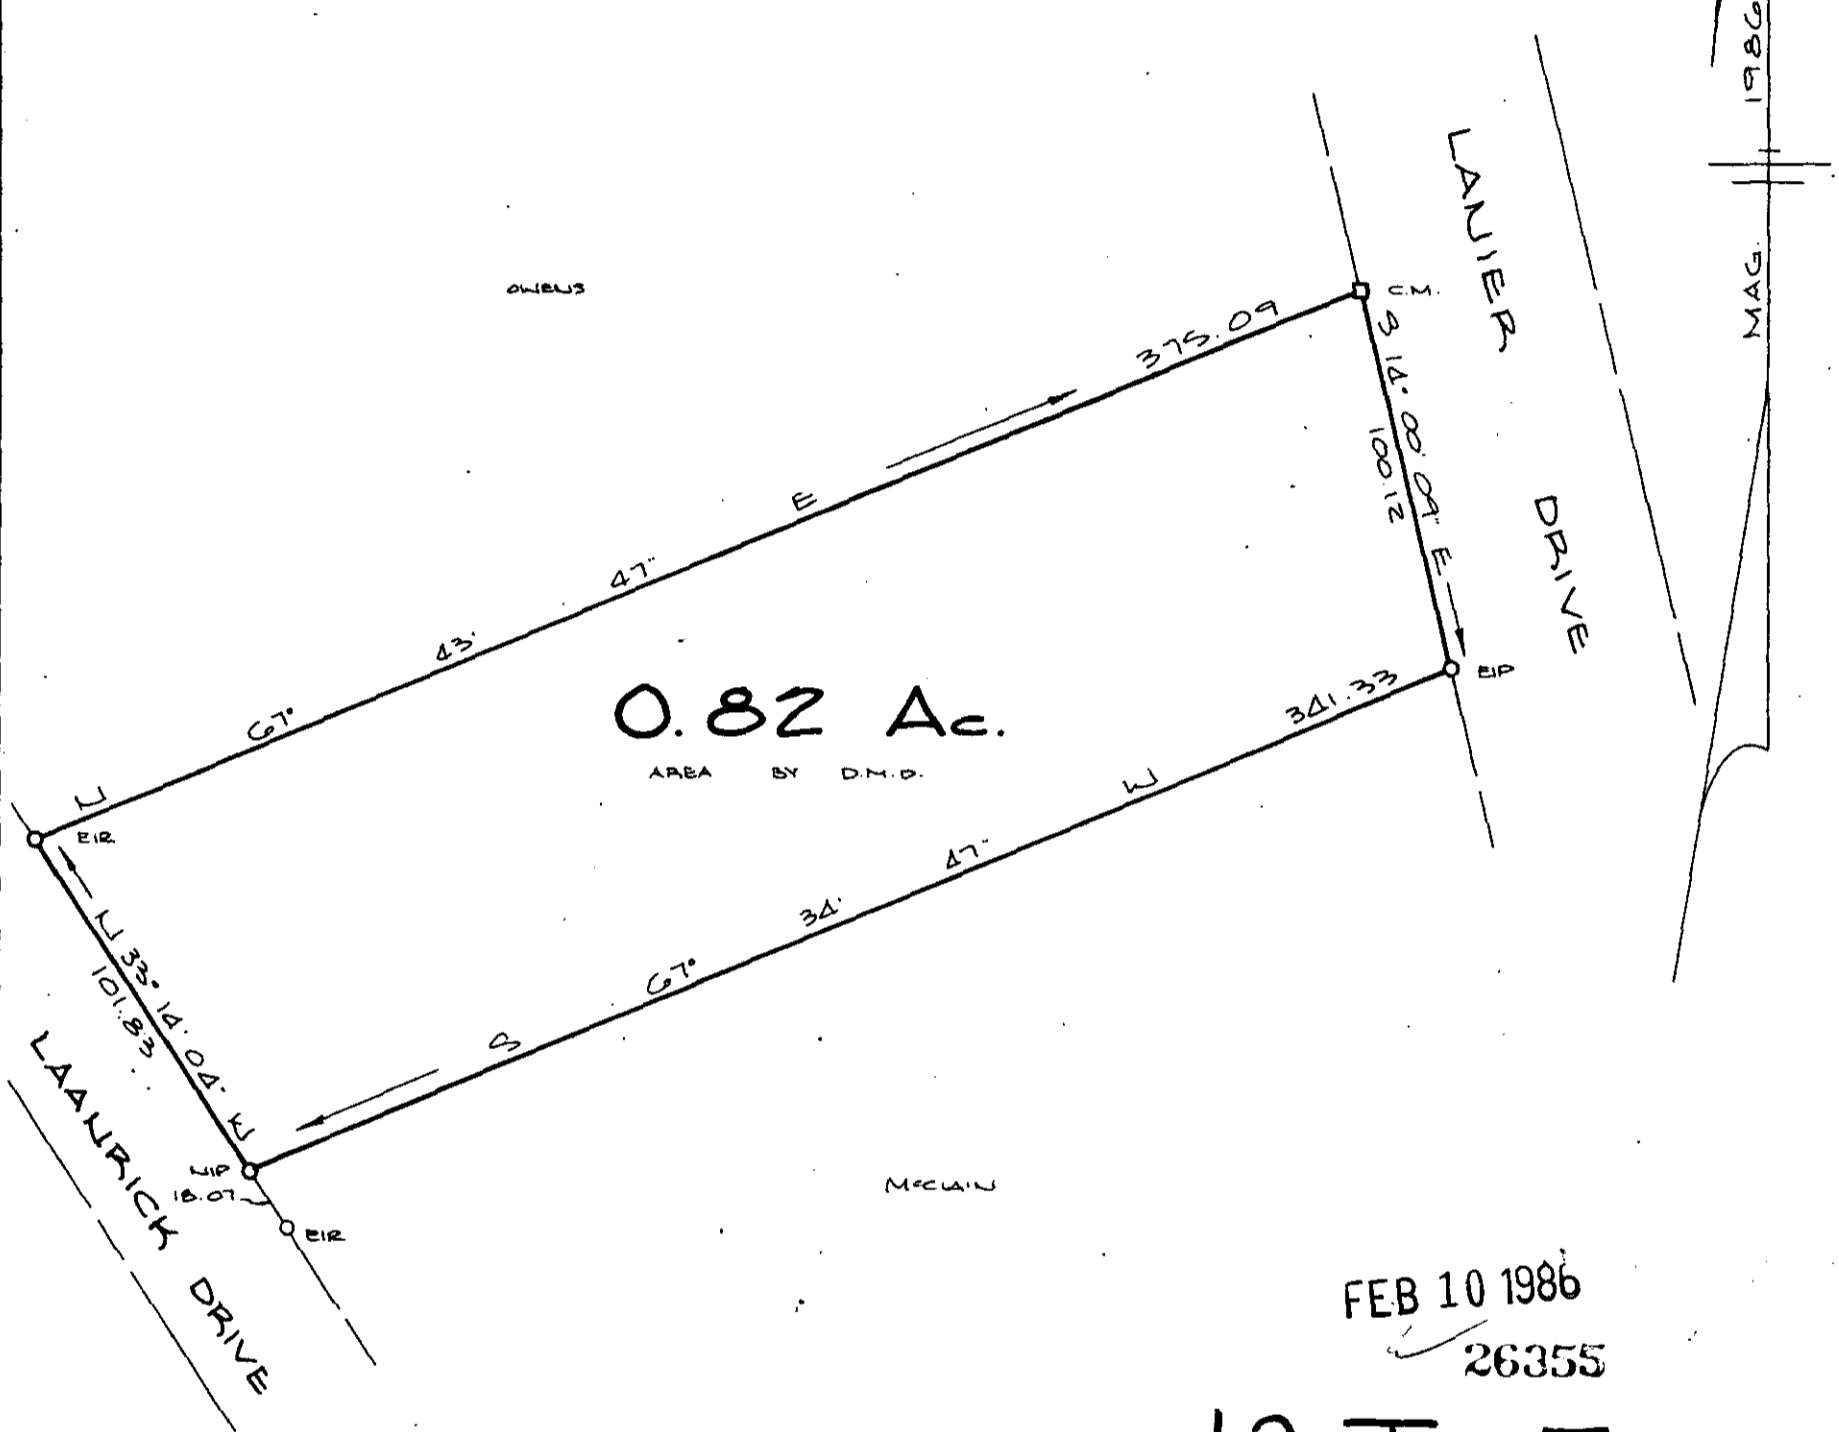 MAG. 1986
LANIER DRIVE
OWENS
C.M.
N 67° 43' 47" E 375.09
S 14° 00' 09" E
100.12
EIP
0.82 Ac.
AREA BY D.M.D.
EIR
S 67° 34' 47" W 341.33
N 33° 14' 04" W
101.83
LAANRICK DRIVE
NIP
18.07
EIR
McCLAIN
FEB 10 1986
26355